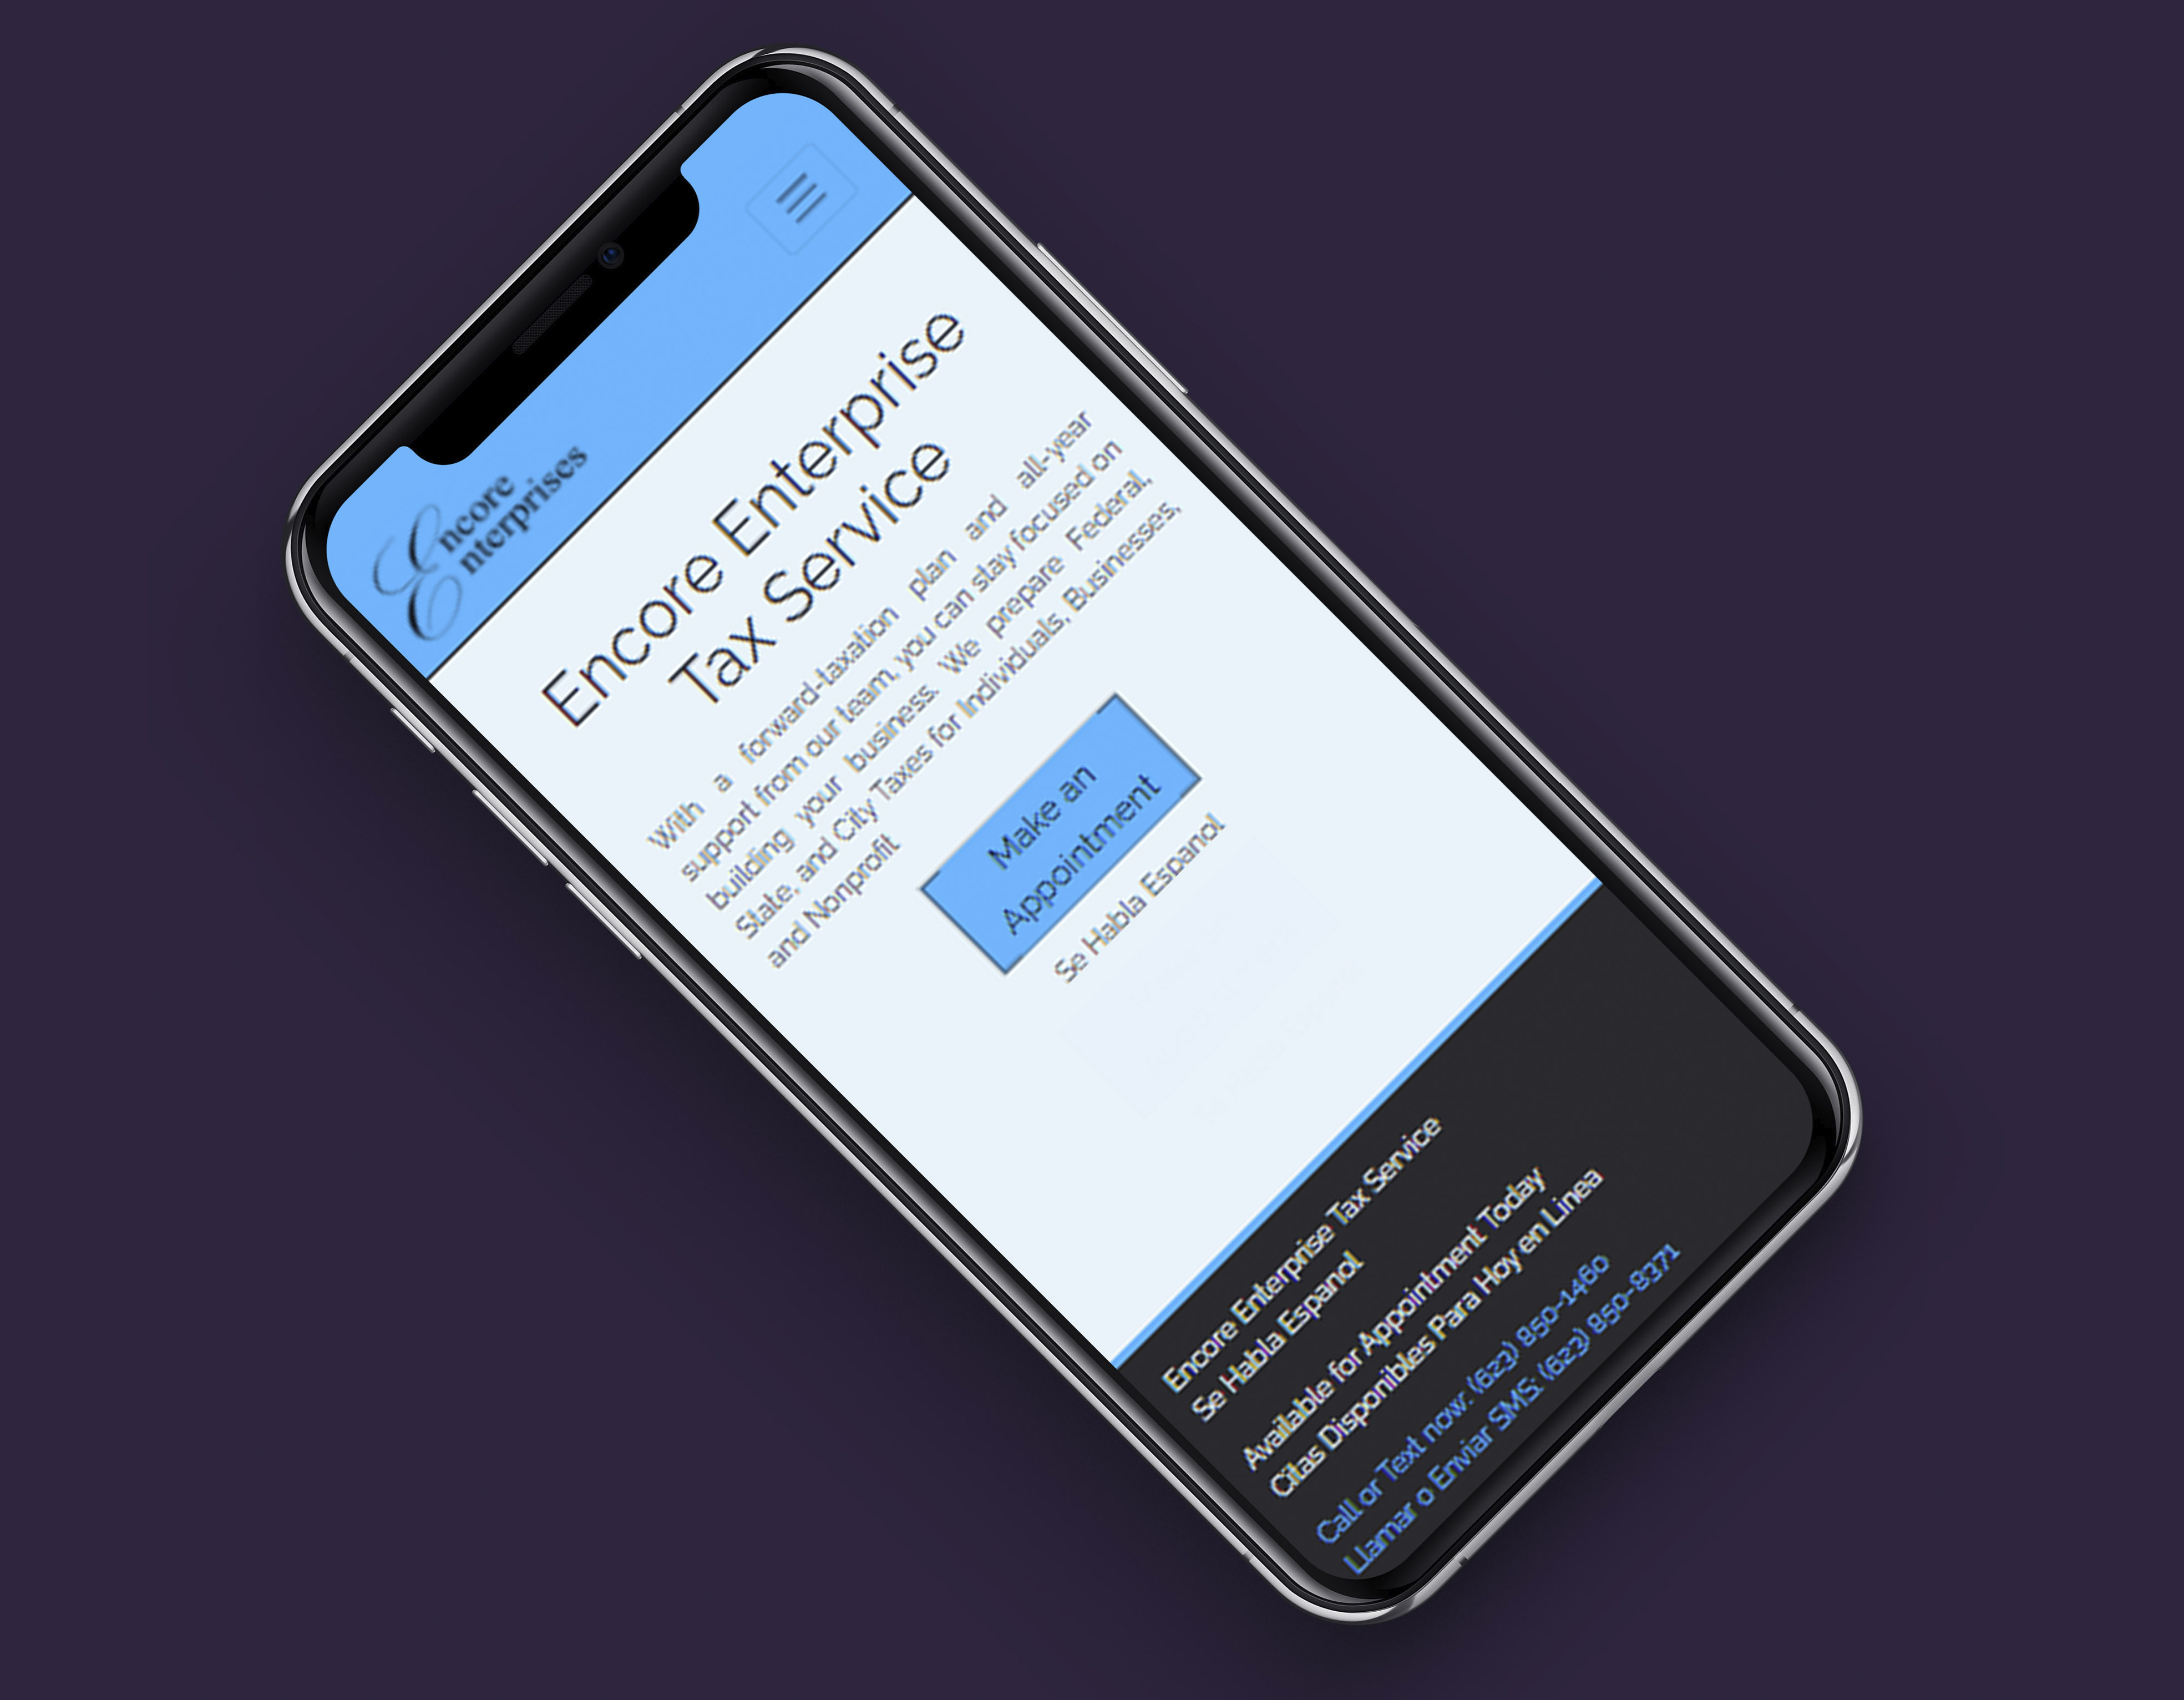 Encore
Enterprises
Encore Enterprise
Tax Service
With a forward-taxation plan and all-year
support from our team, you can stay focused on
building your business. We prepare Federal,
State, and City Taxes for Individuals, Businesses,
and Nonprofit
Make an
Appointment
Se Habla Espanol
Encore Enterprise Tax Service
Se Habla Espanol
Available for Appointment Today
Citas Disponibles Para Hoy en Linea
Call or Text now: (623) 850-1460
Llamar o Enviar SMS: (623) 850-8371